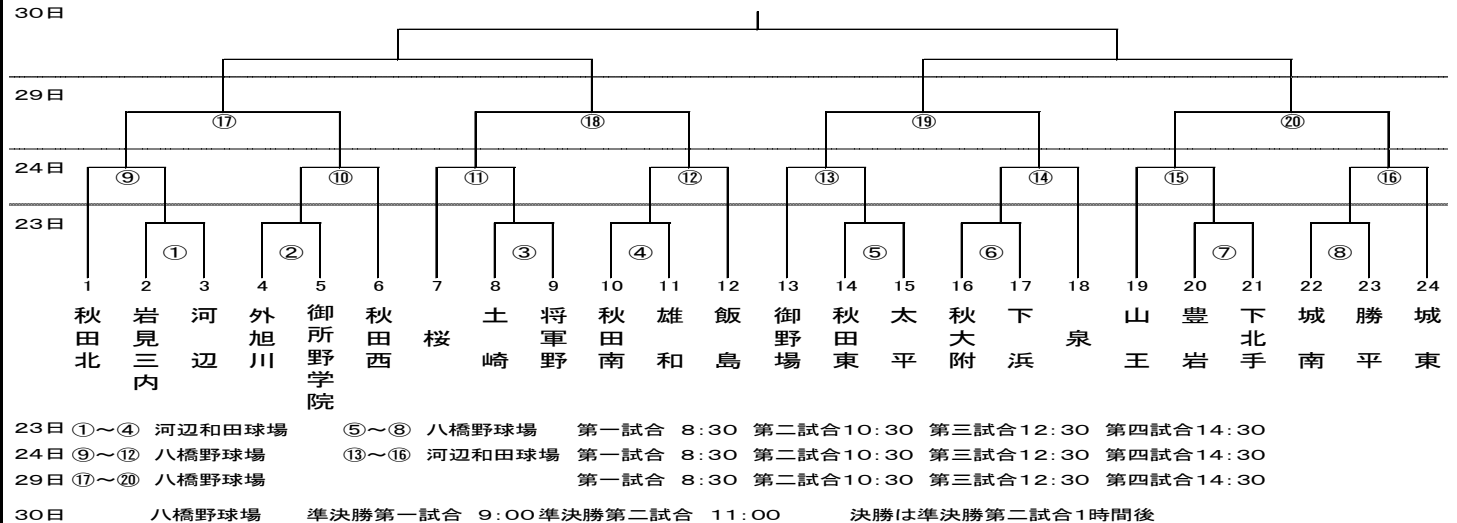 30日
29日
⑰ ⑱ ⑲ ⑳
24日
⑨ ⑩ ⑪ ⑫ ⑬ ⑭ ⑮ ⑯
23日
① ② ③ ④ ⑤ ⑥ ⑦ ⑧
1 2 3 4 5 6 7 8 9 10 11 12 13 14 15 16 17 18 19 20 21 22 23 24
秋田北
岩見三内
河辺
外旭川
御所野学院
秋田西
桜
土崎
将軍野
秋田南
雄和
飯島
御野場
秋田東
太平
秋大附
下浜
泉
山王
豊岩
下北手
城南
勝平
城東
23日 ①～④ 河辺和田球場 ⑤～⑧ 八橋野球場 第一試合 8:30 第二試合10:30 第三試合12:30 第四試合14:30
24日 ⑨～⑫ 八橋野球場 ⑬～⑯ 河辺和田球場 第一試合 8:30 第二試合10:30 第三試合12:30 第四試合14:30
29日 ⑰～⑳ 八橋野球場 第一試合 8:30 第二試合10:30 第三試合12:30 第四試合14:30
30日 八橋野球場 準決勝第一試合 9:00 準決勝第二試合 11:00 決勝は準決勝第二試合1時間後